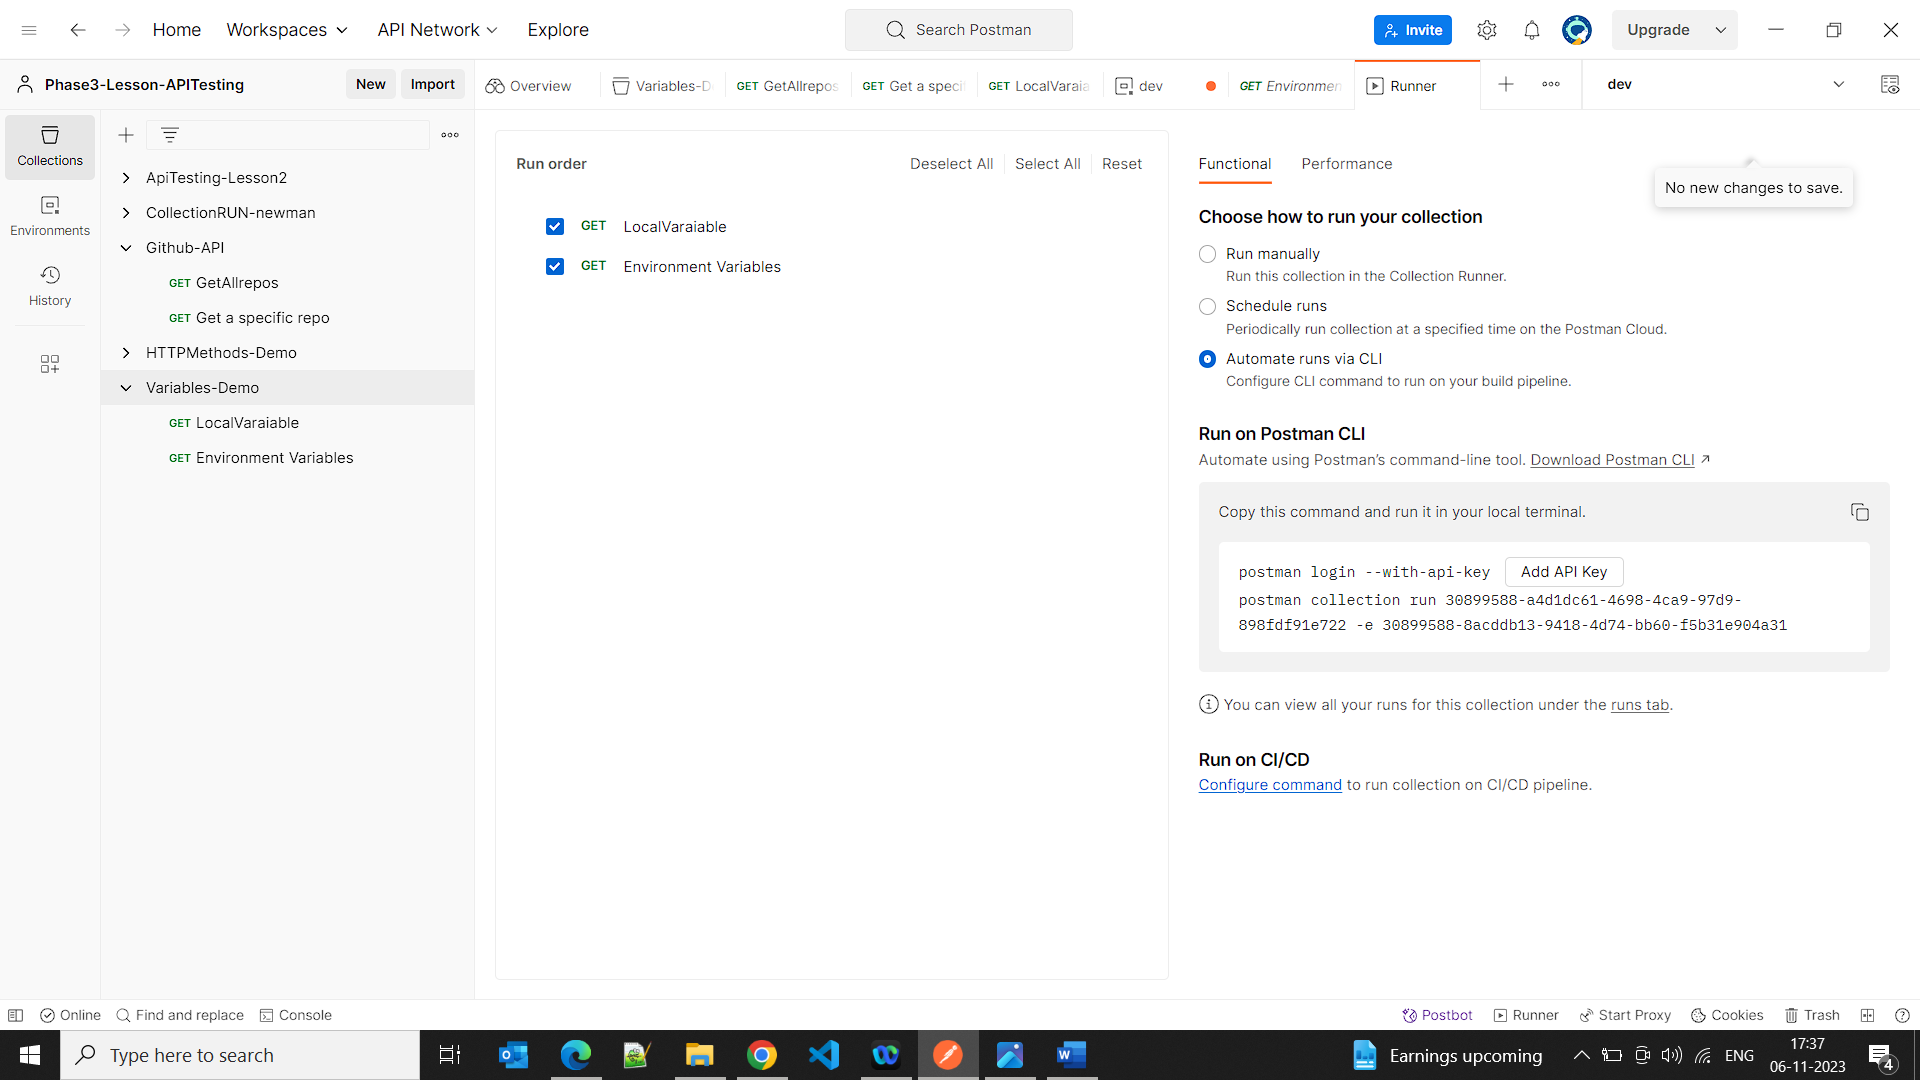 Home Workspaces API Network Explore
Search Postman
Invite
Upgrade
Phase3-Lesson-APITesting
New Import
Overview
Variables-D
GET GetAllrepos
GET Get a specif
GET LocalVaraia
dev
GET Environmen
Runner
dev
Collections
Environments
History
ApiTesting-Lesson2
CollectionRUN-newman
Github-API
GET GetAllrepos
GET Get a specific repo
HTTPMethods-Demo
Variables-Demo
GET LocalVaraiable
GET Environment Variables
Run order
Deselect All Select All Reset
GET LocalVaraiable
GET Environment Variables
Functional Performance
No new changes to save.
Choose how to run your collection
Run manually
Run this collection in the Collection Runner.
Schedule runs
Periodically run collection at a specified time on the Postman Cloud.
Automate runs via CLI
Configure CLI command to run on your build pipeline.
Run on Postman CLI
Automate using Postman’s command-line tool. Download Postman CLI
Copy this command and run it in your local terminal.
postman login --with-api-key Add API Key
postman collection run 30899588-a4d1dc61-4698-4ca9-97d9-
898fdf91e722 -e 30899588-8acddb13-9418-4d74-bb60-f5b31e904a31
You can view all your runs for this collection under the runs tab.
Run on CI/CD
Configure command to run collection on CI/CD pipeline.
Online Find and replace Console
Postbot Runner Start Proxy Cookies Trash
Type here to search
Earnings upcoming
ENG
17:37
06-11-2023
4